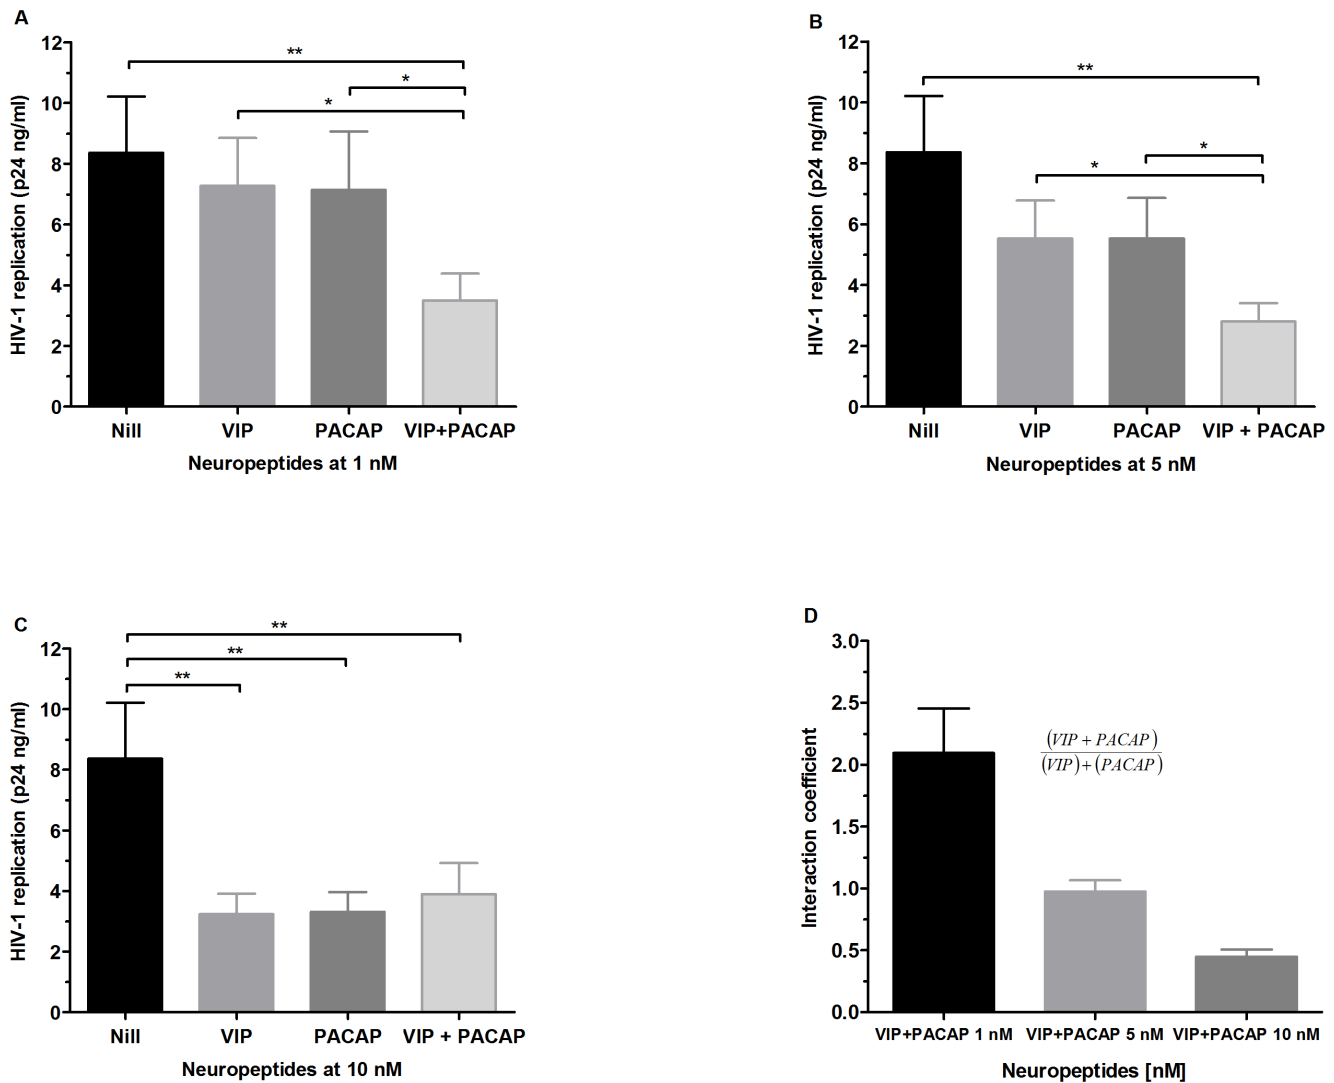 A
12
10
8
6
4
2
0
HIV-1 replication (p24 ng/ml)
**
*
*
Nill VIP PACAP VIP+PACAP
Neuropeptides at 1 nM
B
12
10
8
6
4
2
0
HIV-1 replication (p24 ng/ml)
**
*
*
Nill VIP PACAP VIP + PACAP
Neuropeptides at 5 nM
C
12
10
8
6
4
2
0
HIV-1 replication (p24 ng/ml)
**
**
**
Nill VIP PACAP VIP + PACAP
Neuropeptides at 10 nM
D
3.0
2.5
2.0
1.5
1.0
0.5
0.0
Interaction coefficient
(VIP + PACAP)
(VIP)+(PACAP)
VIP+PACAP 1 nM VIP+PACAP 5 nM VIP+PACAP 10 nM
Neuropeptides [nM]